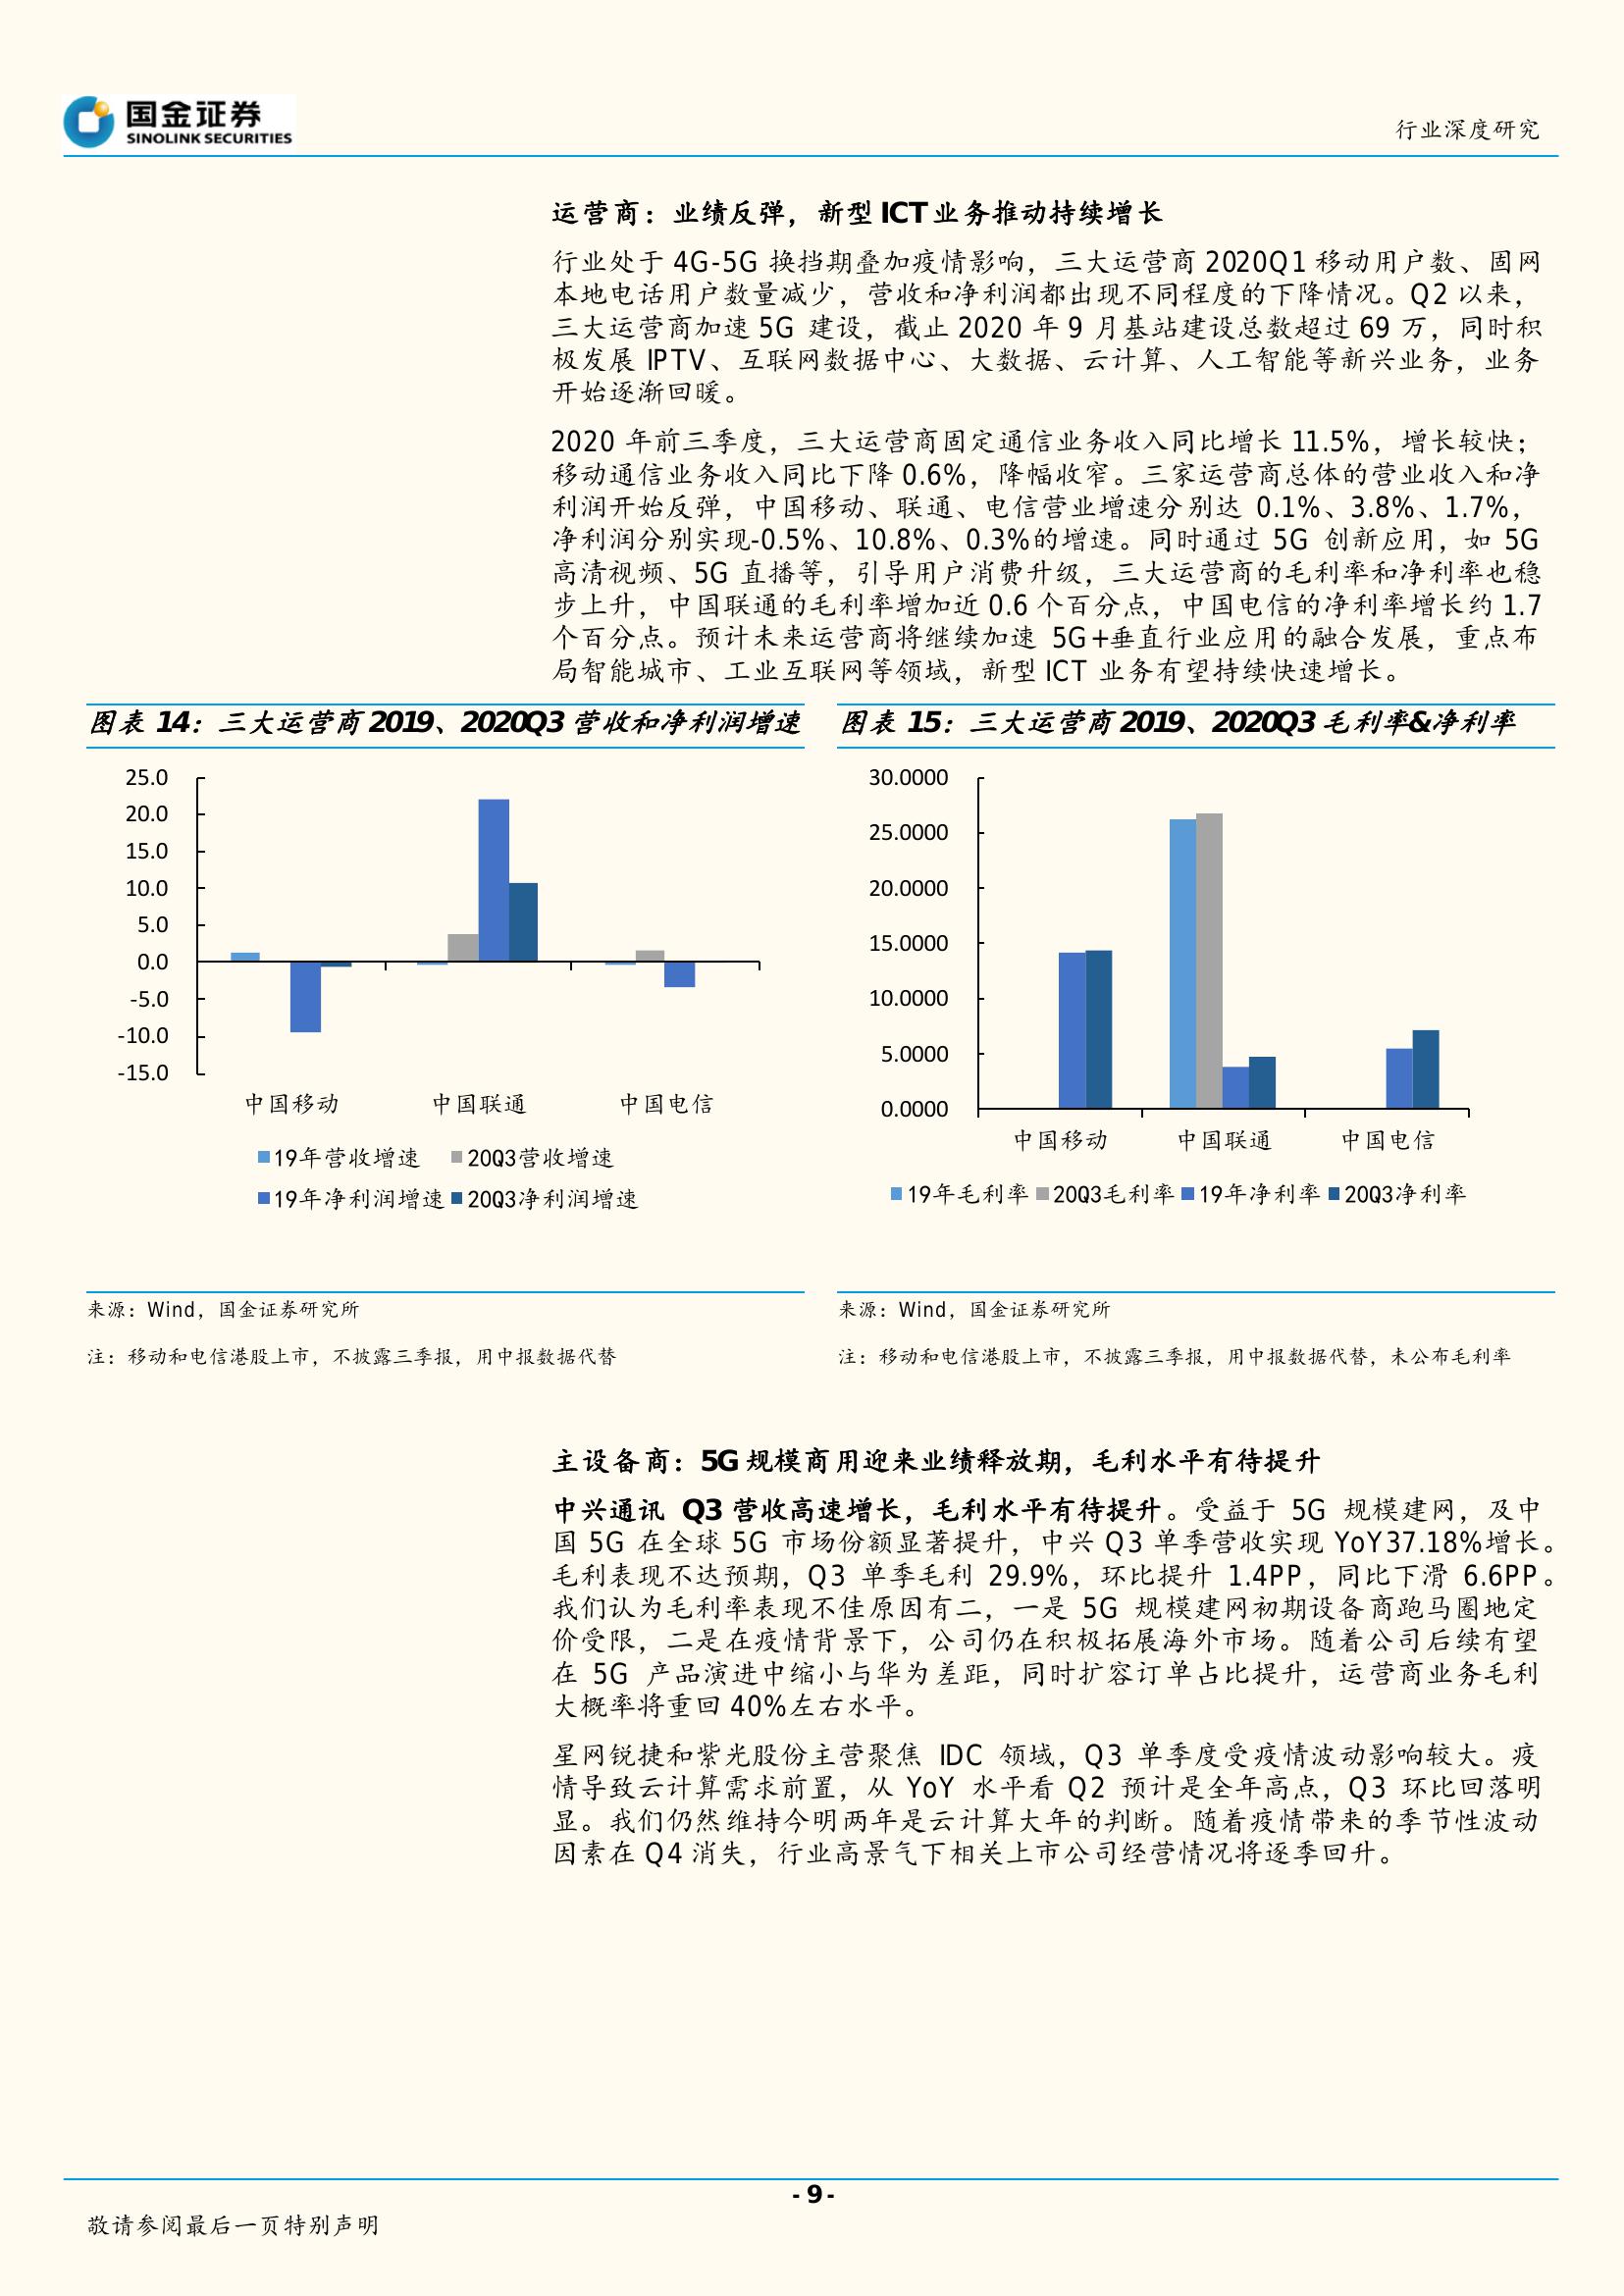 国金证券
SINOLINK SECURITIES
行业深度研究
运营商：业绩反弹，新型 ICT 业务推动持续增长
行业处于 4G-5G 换挡期叠加疫情影响，三大运营商 2020Q1 移动用户数、固网
本地电话用户数量减少，营收和净利润都出现不同程度的下降情况。Q2 以来，
三大运营商加速 5G 建设，截止 2020 年 9 月基站建设总数超过 69 万，同时积
极发展 IPTV、互联网数据中心、大数据、云计算、人工智能等新兴业务，业务
开始逐渐回暖。
2020 年前三季度，三大运营商固定通信业务收入同比增长 11.5%，增长较快；
移动通信业务收入同比下降 0.6%，降幅收窄。三家运营商总体的营业收入和净
利润开始反弹，中国移动、联通、电信营业增速分别达 0.1%、3.8%、1.7%，
净利润分别实现-0.5%、10.8%、0.3%的增速。同时通过 5G 创新应用，如 5G
高清视频、5G 直播等，引导用户消费升级，三大运营商的毛利率和净利率也稳
步上升，中国联通的毛利率增加近 0.6 个百分点，中国电信的净利率增长约 1.7
个百分点。预计未来运营商将继续加速 5G+垂直行业应用的融合发展，重点布
局智能城市、工业互联网等领域，新型 ICT 业务有望持续快速增长。
图表 14：三大运营商 2019、2020Q3 营收和净利润增速
25.0
20.0
15.0
10.0
5.0
0.0
-5.0
-10.0
-15.0
中国移动 中国联通 中国电信
19年营收增速 20Q3营收增速
19年净利润增速 20Q3净利润增速
来源：Wind，国金证券研究所
注：移动和电信港股上市，不披露三季报，用中报数据代替
图表 15：三大运营商 2019、2020Q3 毛利率&净利率
30.0000
25.0000
20.0000
15.0000
10.0000
5.0000
0.0000
中国移动 中国联通 中国电信
19年毛利率 20Q3毛利率 19年净利率 20Q3净利率
来源：Wind，国金证券研究所
注：移动和电信港股上市，不披露三季报，用中报数据代替，未公布毛利率
主设备商：5G 规模商用迎来业绩释放期，毛利水平有待提升
中兴通讯 Q3 营收高速增长，毛利水平有待提升。受益于 5G 规模建网，及中
国 5G 在全球 5G 市场份额显著提升，中兴 Q3 单季营收实现 YoY37.18%增长。
毛利表现不达预期，Q3 单季毛利 29.9%，环比提升 1.4PP，同比下滑 6.6PP。
我们认为毛利率表现不佳原因有二，一是 5G 规模建网初期设备商跑马圈地定
价受限，二是在疫情背景下，公司仍在积极拓展海外市场。随着公司后续有望
在 5G 产品演进中缩小与华为差距，同时扩容订单占比提升，运营商业务毛利
大概率将重回 40%左右水平。
星网锐捷和紫光股份主营聚焦 IDC 领域，Q3 单季度受疫情波动影响较大。疫
情导致云计算需求前置，从 YoY 水平看 Q2 预计是全年高点，Q3 环比回落明
显。我们仍然维持今明两年是云计算大年的判断。随着疫情带来的季节性波动
因素在 Q4 消失，行业高景气下相关上市公司经营情况将逐季回升。
- 9 -
敬请参阅最后一页特别声明